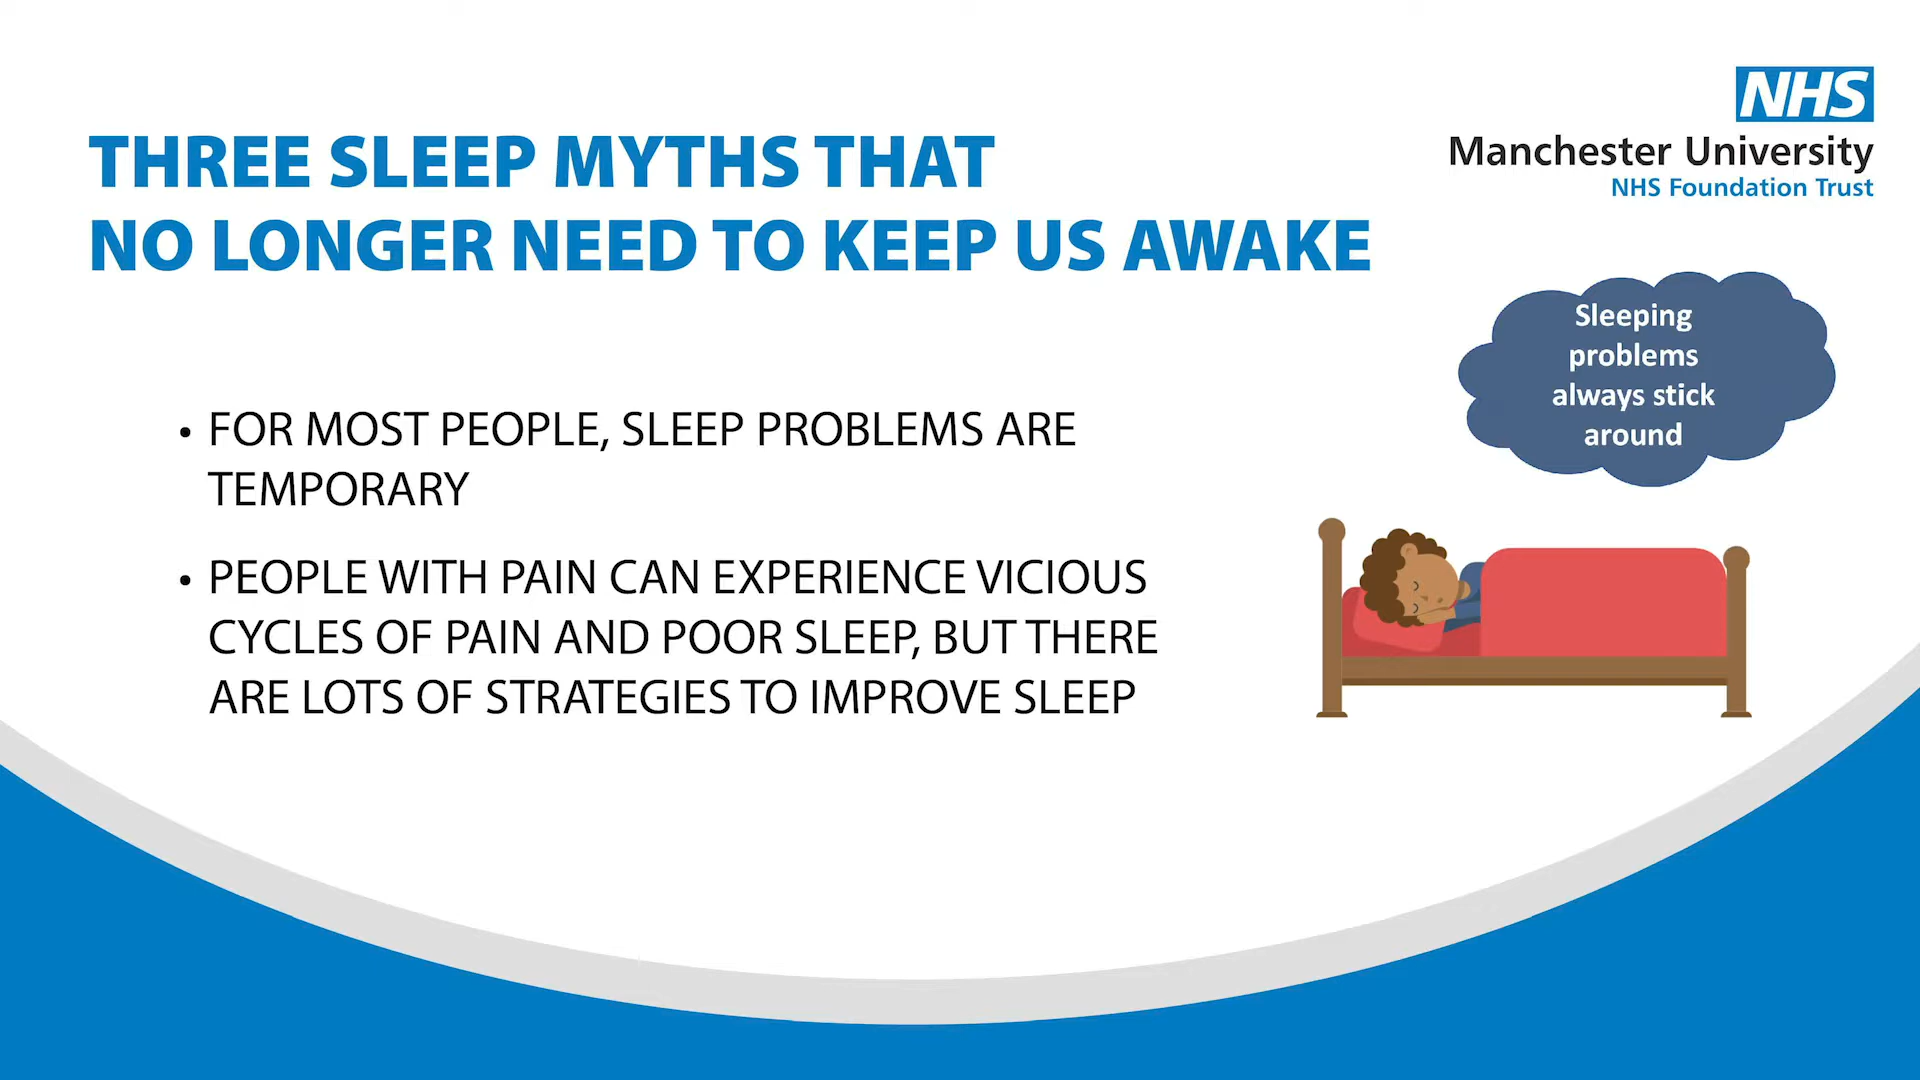 NHS
Manchester University
NHS Foundation Trust
THREE SLEEP MYTHS THAT
NO LONGER NEED TO KEEP US AWAKE
Sleeping
problems
always stick
around
• FOR MOST PEOPLE, SLEEP PROBLEMS ARE
TEMPORARY
• PEOPLE WITH PAIN CAN EXPERIENCE VICIOUS
CYCLES OF PAIN AND POOR SLEEP, BUT THERE
ARE LOTS OF STRATEGIES TO IMPROVE SLEEP